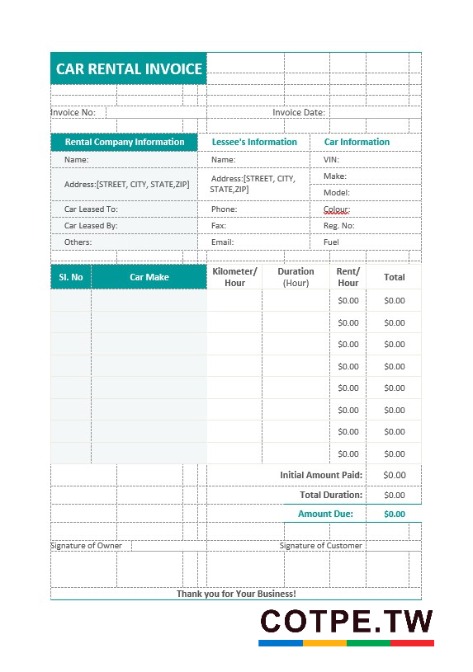 CAR RENTAL INVOICE
Invoice No: Invoice Date:
Rental Company Information Lessee's Information Car Information
Name: Name: VIN:
Address:[STREET, CITY, STATE,ZIP] Address:[STREET, CITY, STATE,ZIP] Make:
Model:
Car Leased To: Phone: Colour:
Car Leased By: Fax: Reg. No:
Others: Email: Fuel
Sl. No Car Make Kilometer/ Hour Duration (Hour) Rent/ Hour Total
$0.00 $0.00
$0.00 $0.00
$0.00 $0.00
$0.00 $0.00
$0.00 $0.00
$0.00 $0.00
$0.00 $0.00
$0.00 $0.00
Initial Amount Paid: $0.00
Total Duration: $0.00
Amount Due: $0.00
Signature of Owner Signature of Customer
Thank you for Your Business!
COTPE.TW